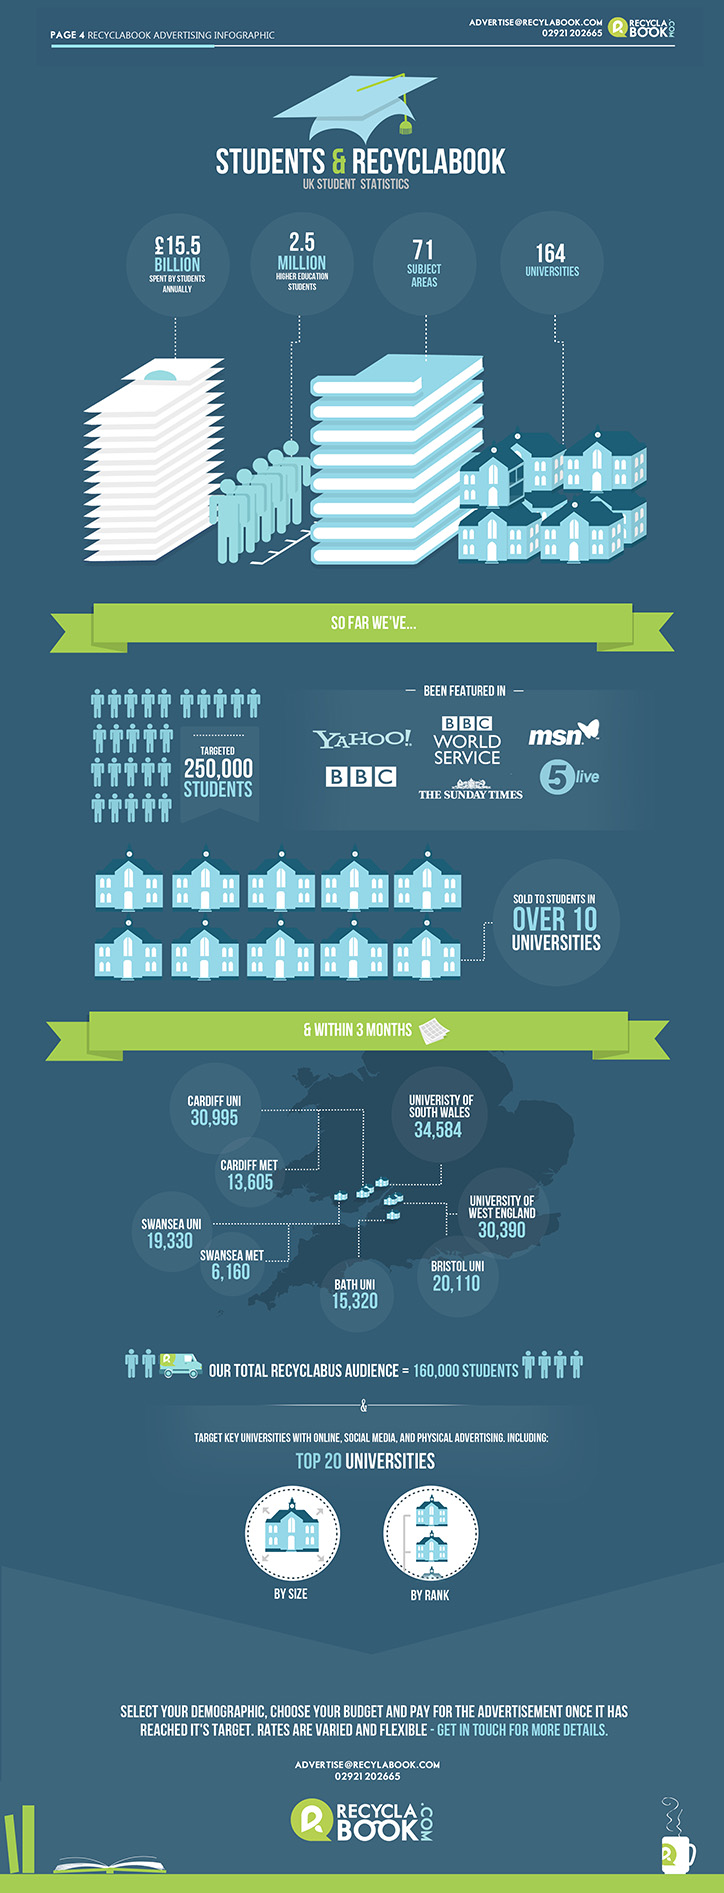 PAGE 4 RECYCLABOOK ADVERTISING INFOGRAPHIC
ADVERTISE@RECYLABOOK.COM
02921 202665
RECYCLA
BOOK
.COM
STUDENTS & RECYCLABOOK
UK STUDENT STATISTICS
£15.5
BILLION
SPENT BY STUDENTS
ANNUALLY
2.5
MILLION
HIGHER EDUCATION
STUDENTS
71
SUBJECT
AREAS
164
UNIVERSITIES
SO FAR WE'VE...
TARGETED
250,000
STUDENTS
BEEN FEATURED IN
YAHOO!
BBC
WORLD
SERVICE
msn
BBC
THE SUNDAY TIMES
5 live
SOLD TO STUDENTS IN
OVER 10
UNIVERSITIES
& WITHIN 3 MONTHS
CARDIFF UNI
30,995
UNIVERISTY OF
SOUTH WALES
34,584
CARDIFF MET
13,605
SWANSEA UNI
19,330
UNIVERSITY OF
WEST ENGLAND
30,390
SWANSEA MET
6,160
BATH UNI
15,320
BRISTOL UNI
20,110
OUR TOTAL RECYCLABUS AUDIENCE = 160,000 STUDENTS
&
TARGET KEY UNIVERSITIES WITH ONLINE, SOCIAL MEDIA, AND PHYSICAL ADVERTISING. INCLUDING:
TOP 20 UNIVERSITIES
BY SIZE
BY RANK
SELECT YOUR DEMOGRAPHIC, CHOOSE YOUR BUDGET AND PAY FOR THE ADVERTISEMENT ONCE IT HAS
REACHED IT'S TARGET. RATES ARE VARIED AND FLEXIBLE - GET IN TOUCH FOR MORE DETAILS.
ADVERTISE@RECYLABOOK.COM
02921 202665
RECYCLA
BOOK
.COM